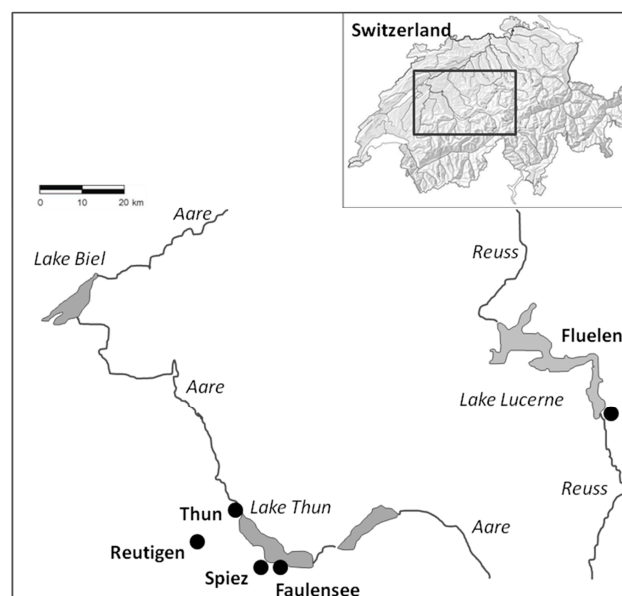 Switzerland
0 10 20 km
Aare
Lake Biel
Reuss
Fluelen
Aare
Lake Lucerne
Reuss
Thun
Lake Thun
Aare
Reutigen
Spiez
Faulensee